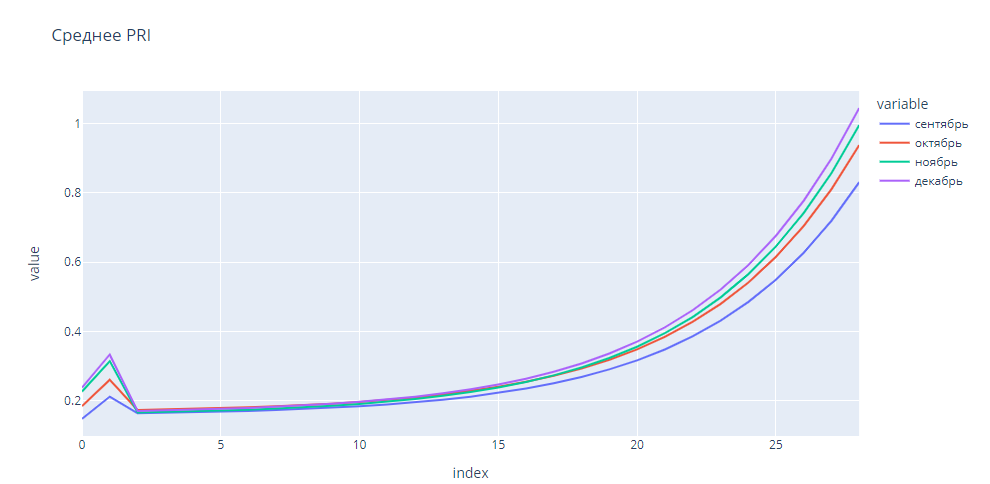 Среднее PRI
variable
сентябрь
октябрь
ноябрь
декабрь
value
1
0.8
0.6
0.4
0.2
0
5
10
15
20
25
index